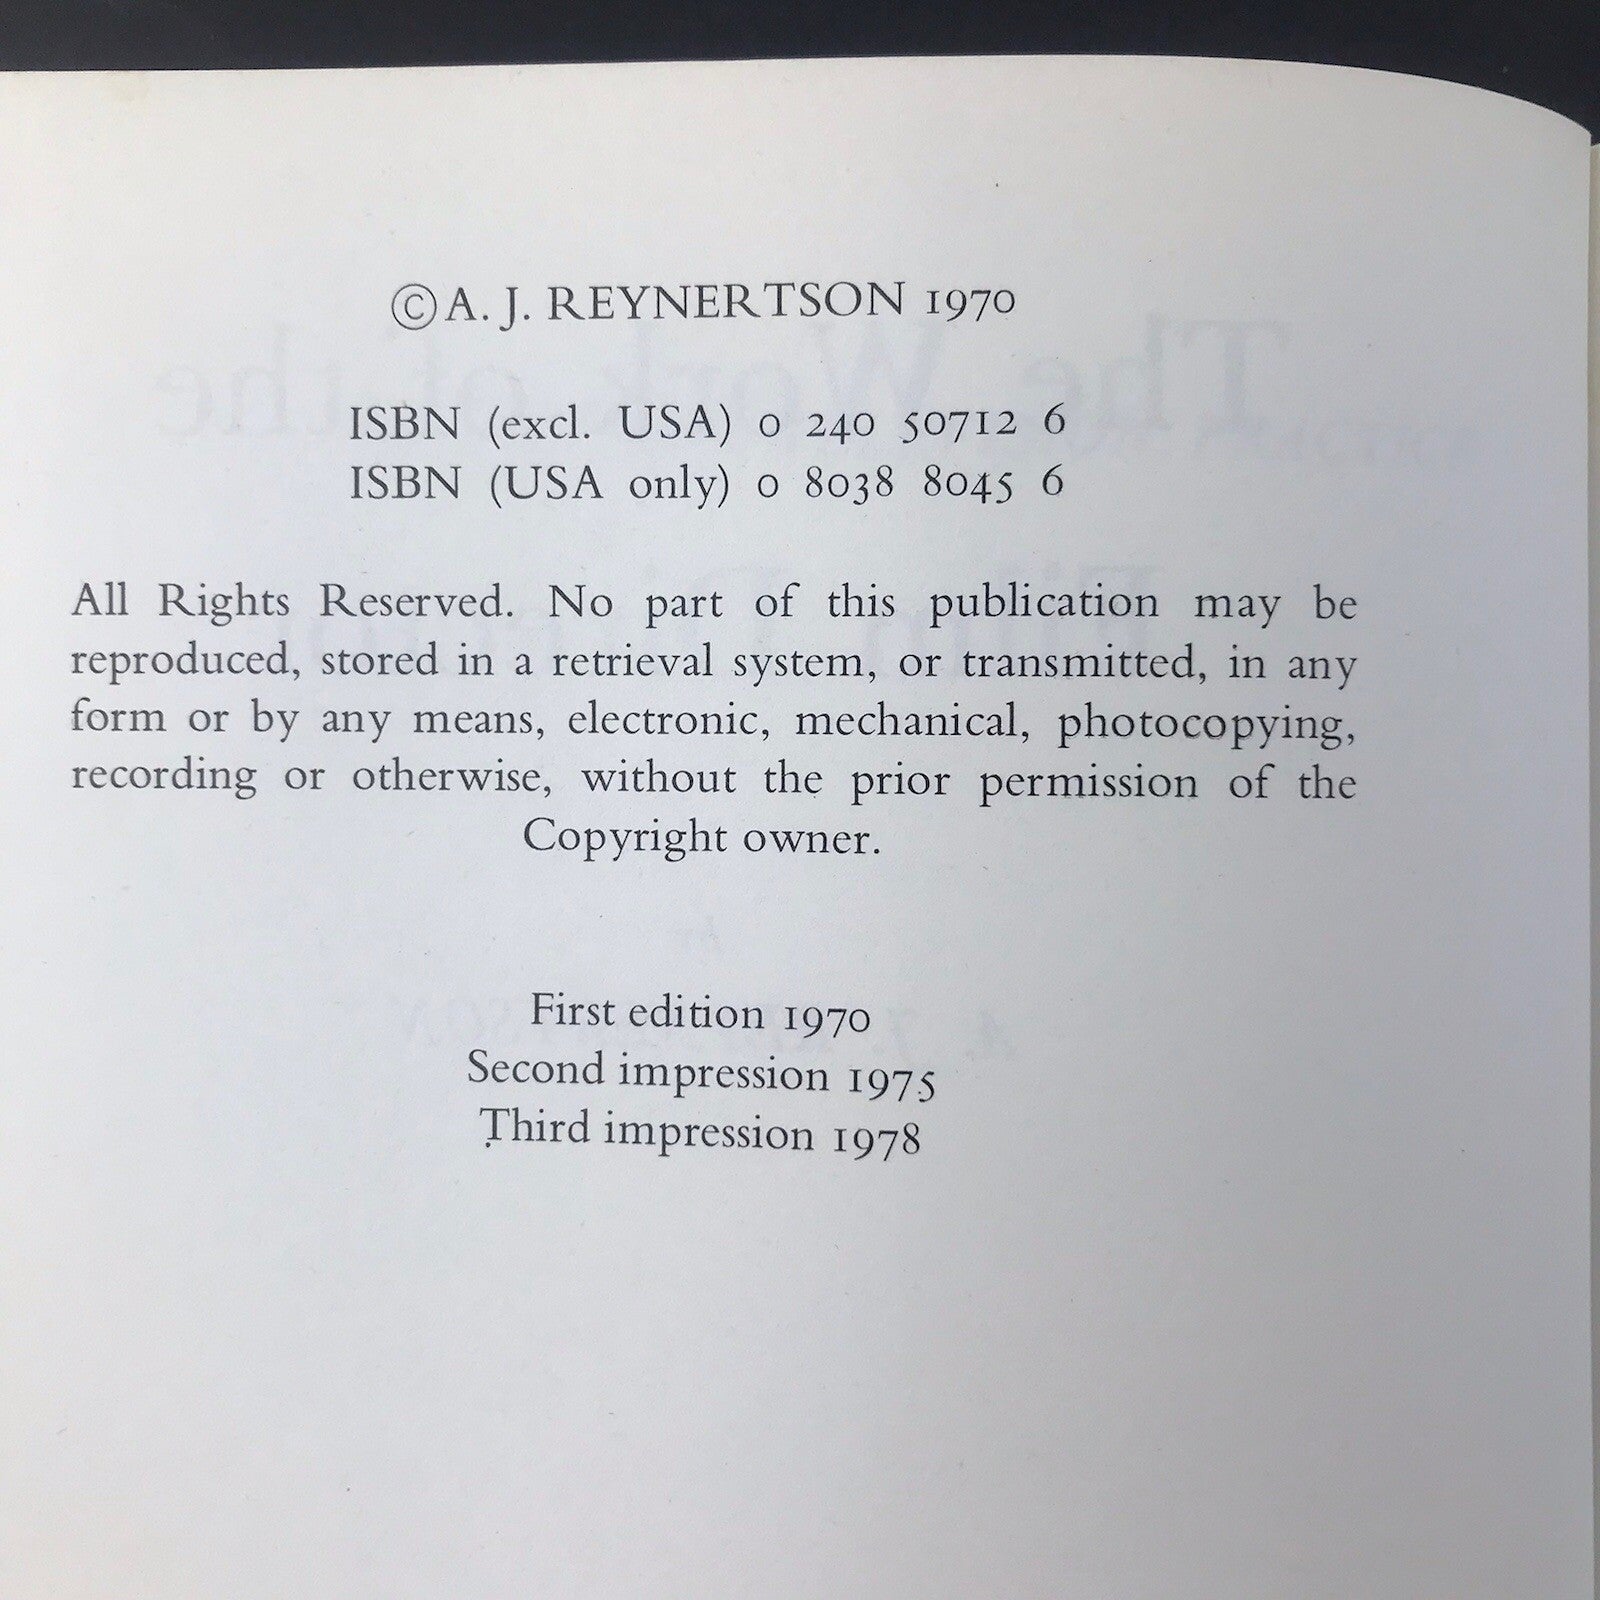 © A. J. REYNERTSON 1970
ISBN (excl. USA) 0 240 50712 6
ISBN (USA only) 0 8038 8045 6
All Rights Reserved. No part of this publication may be
reproduced, stored in a retrieval system, or transmitted, in any
form or by any means, electronic, mechanical, photocopying,
recording or otherwise, without the prior permission of the
Copyright owner.
First edition 1970
Second impression 1975
Third impression 1978